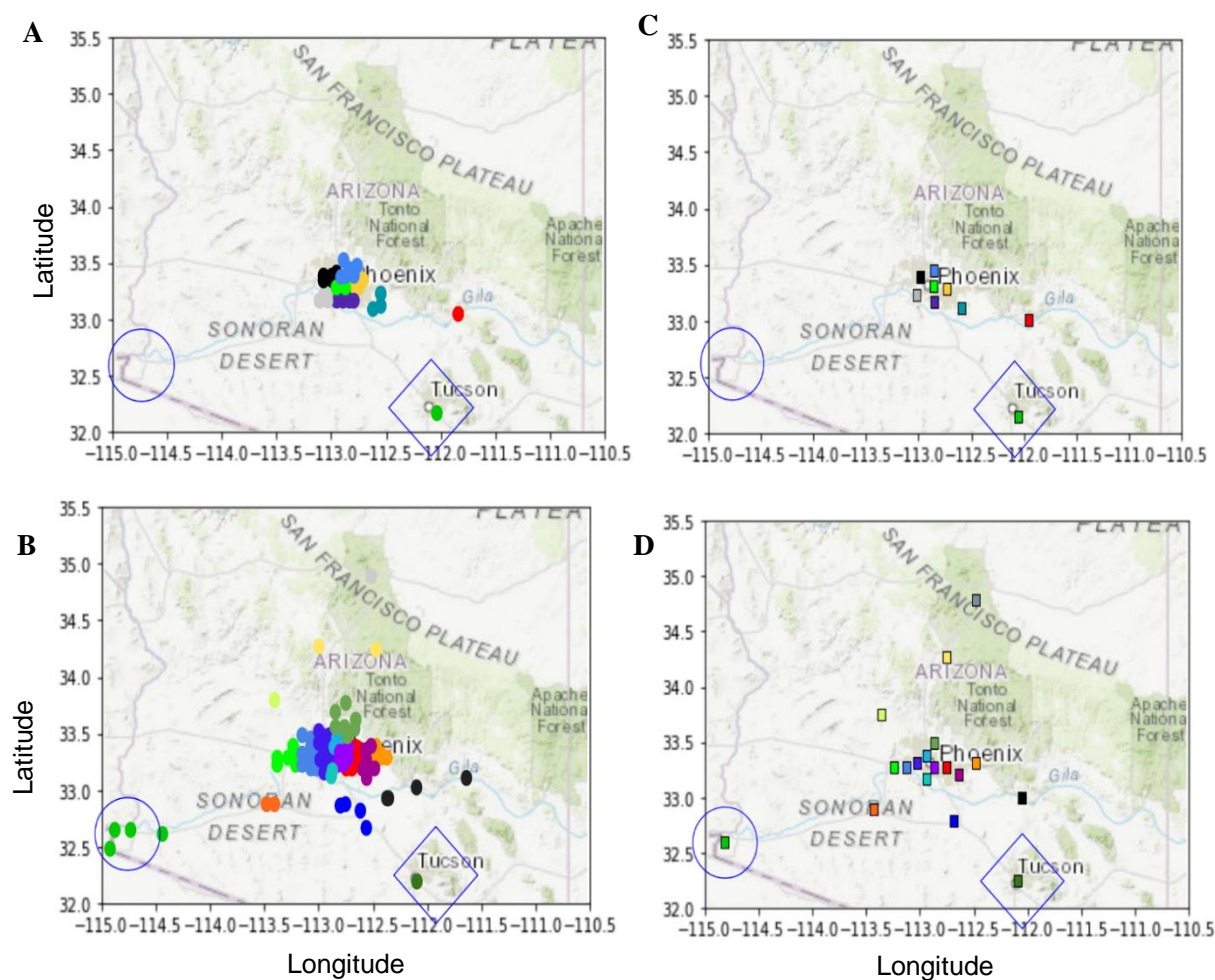 A
35.5
35.0
34.5
34.0
33.5
33.0
32.5
32.0
Latitude
PLATEA
SAN FRANCISCO PLATEAU
ARIZONA
Tonto
National
Forest
Apache
Nationa
Forest
hoenix
Gila
SONORAN
DESERT
Tucson
−115.0 −114.5 −114.0 −113.5 −113.0 −112.5 −112.0 −111.5 −111.0 −110.5
C
35.5
35.0
34.5
34.0
33.5
33.0
32.5
32.0
PLATEA
SAN FRANCISCO PLATEAU
ARIZONA
Tonto
National
Forest
Apache
Nationa
Forest
Phoenix
Gila
SONORAN
DESERT
Tucson
−115.0 −114.5 −114.0 −113.5 −113.0 −112.5 −112.0 −111.5 −111.0 −110.5
B
35.5
35.0
34.5
34.0
33.5
33.0
32.5
32.0
Latitude
PLATEA
SAN FRANCISCO PLATEAU
ARIZONA
Tonto
National
Forest
Apache
Nationa
Forest
enix
Gila
SONORAN
DESERT
Tucson
−115.0 −114.5 −114.0 −113.5 −113.0 −112.5 −112.0 −111.5 −111.0 −110.5
Longitude
D
35.5
35.0
34.5
34.0
33.5
33.0
32.5
32.0
PLATEA
SAN FRANCISCO PLATEAU
ARIZONA
Tonto
National
Forest
Apache
Nationa
Forest
Phoenix
Gila
SONORAN
DESERT
Tucson
−115.0 −114.5 −114.0 −113.5 −113.0 −112.5 −112.0 −111.5 −111.0 −110.5
Longitude